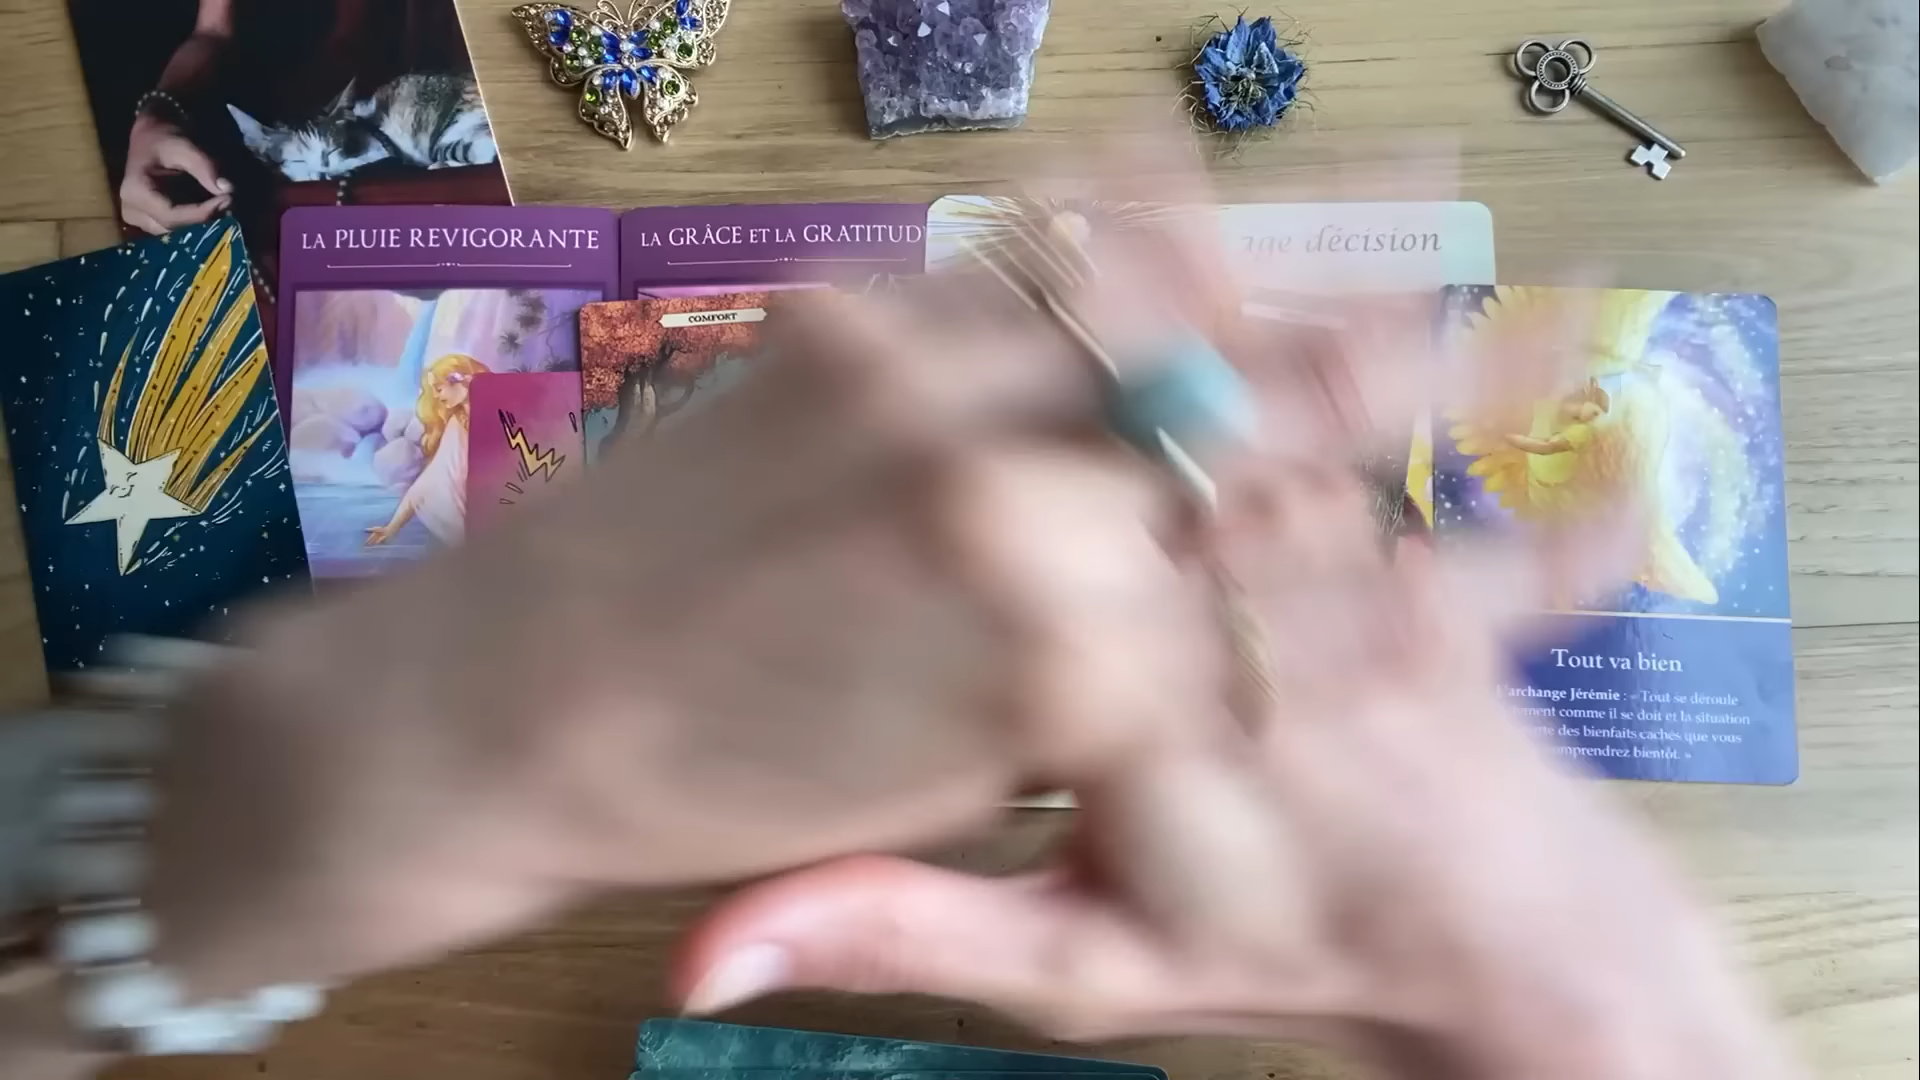 LA PLUIE REVIGORANTE
LA GRÂCE ET LA GRATITUD
décision
COMFORT
Tout va bien
archange Jérémie : « Tout se déroule
comme il se doit et la situation
des bienfaits cachés que vous
bientôt. »